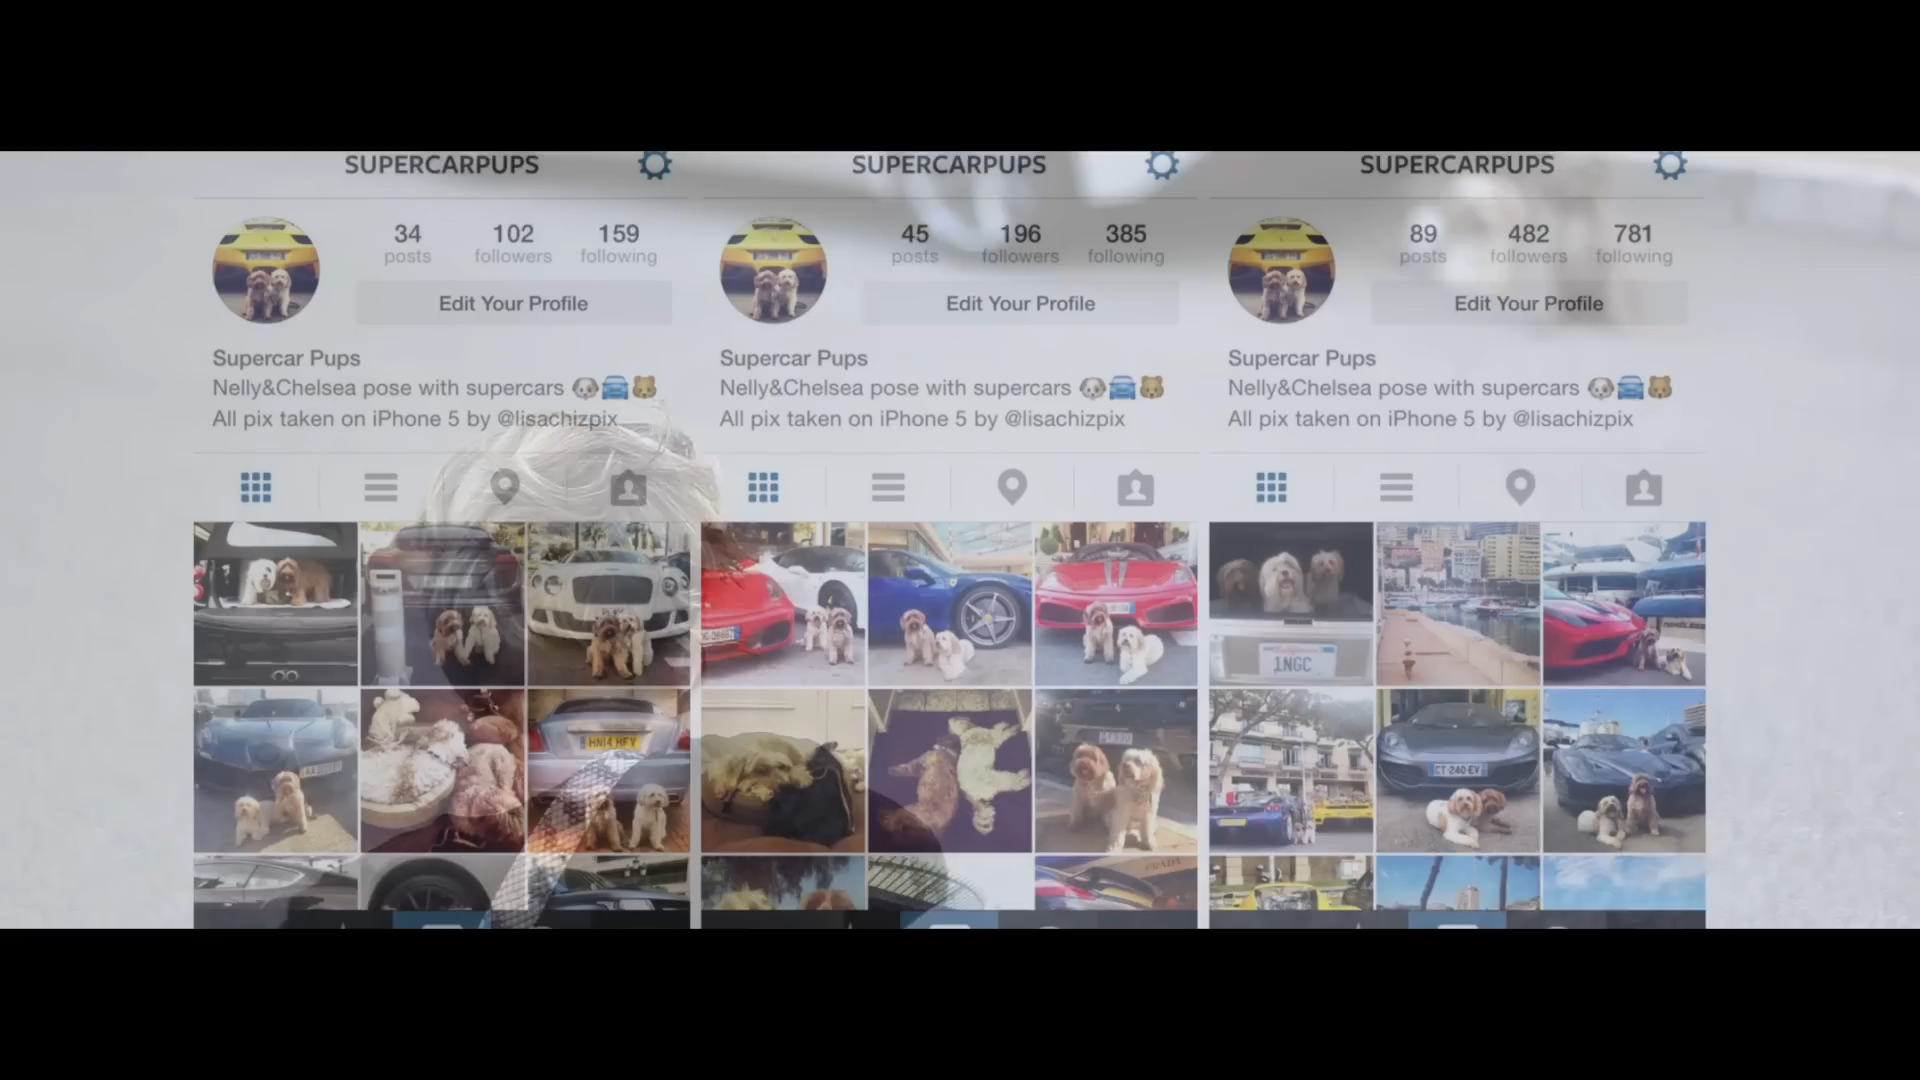 SUPERCARPUPS
34 102 159
posts followers following
Edit Your Profile
Supercar Pups
Nelly&Chelsea pose with supercars 🐶🚘🐻
All pix taken on iPhone 5 by @lisachizpix
HN14 HFV
SUPERCARPUPS
45 196 385
posts followers following
Edit Your Profile
Supercar Pups
Nelly&Chelsea pose with supercars 🐶🚘🐻
All pix taken on iPhone 5 by @lisachizpix
PRADA
SUPERCARPUPS
89 482 781
posts followers following
Edit Your Profile
Supercar Pups
Nelly&Chelsea pose with supercars 🐶🚘🐻
All pix taken on iPhone 5 by @lisachizpix
1NGC
CT-240-EV